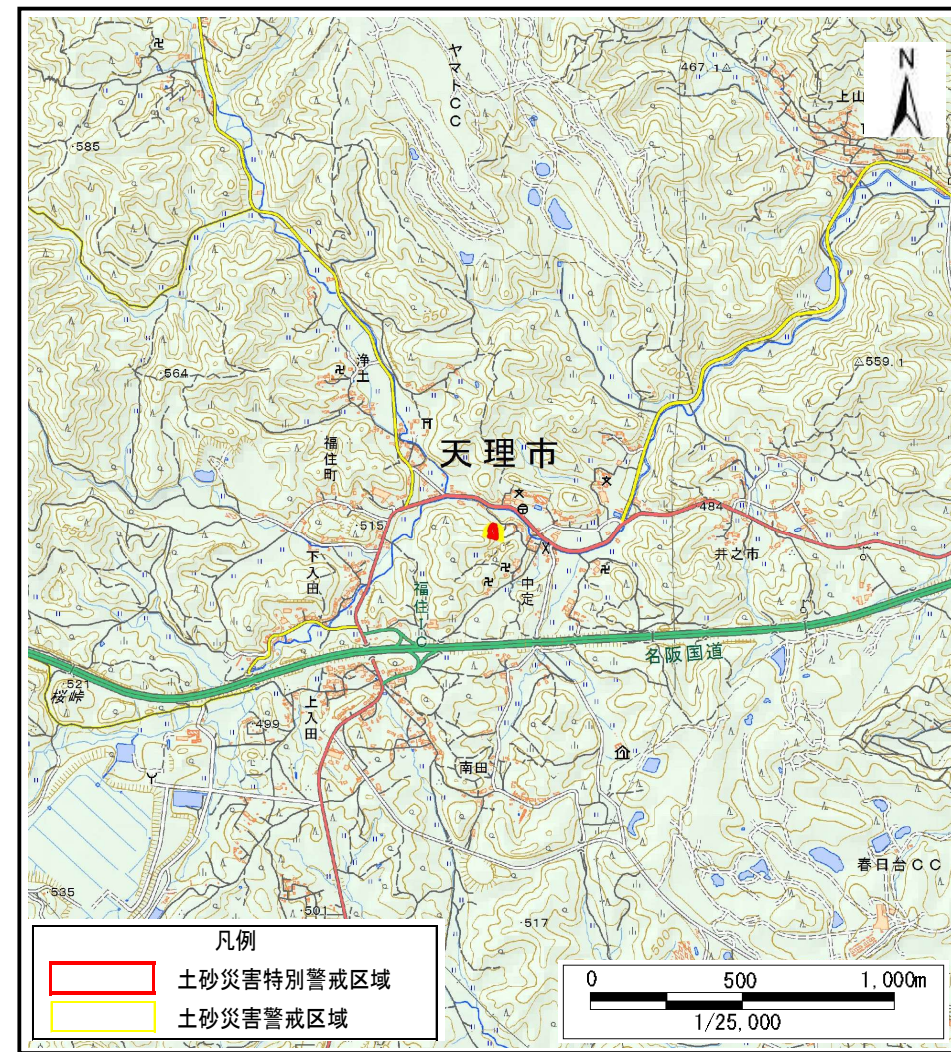 ヤマトCC
467.1
N
上山
585
550
550
浄土
564
559.1
天理市
福住町
515
484
井之市
下入田
福住
中定
名阪国道
521
桜峠
上入田
499
南田
春日台CC
535
501
517
500
凡例
土砂災害特別警戒区域
土砂災害警戒区域
0 500 1,000m
1/25,000